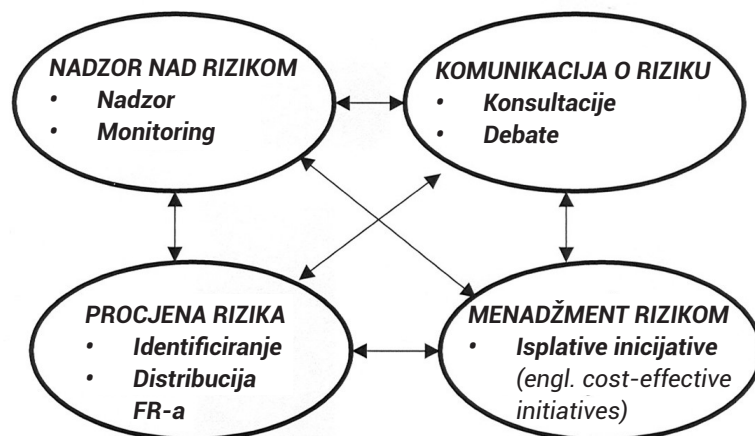 NADZOR NAD RIZIKOM
• Nadzor
• Monitoring
KOMUNIKACIJA O RIZIKU
• Konsultacije
• Debate
PROCJENA RIZIKA
• Identificiranje
• Distribucija
FR-a
MENADŽMENT RIZIKOM
• Isplative inicijative
(engl. cost-effective
initiatives)